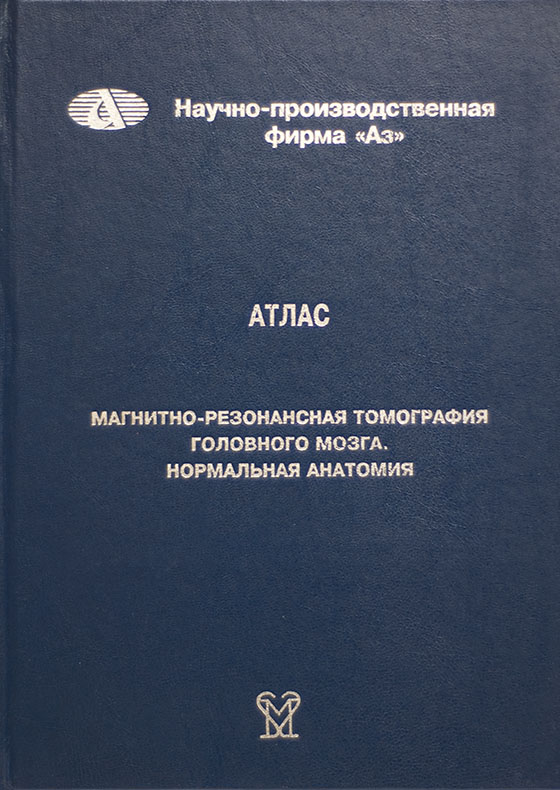 Научно-производственная
фирма «Аз»
АТЛАС
МАГНИТНО-РЕЗОНАНСНАЯ ТОМОГРАФИЯ
ГОЛОВНОГО МОЗГА.
НОРМАЛЬНАЯ АНАТОМИЯ